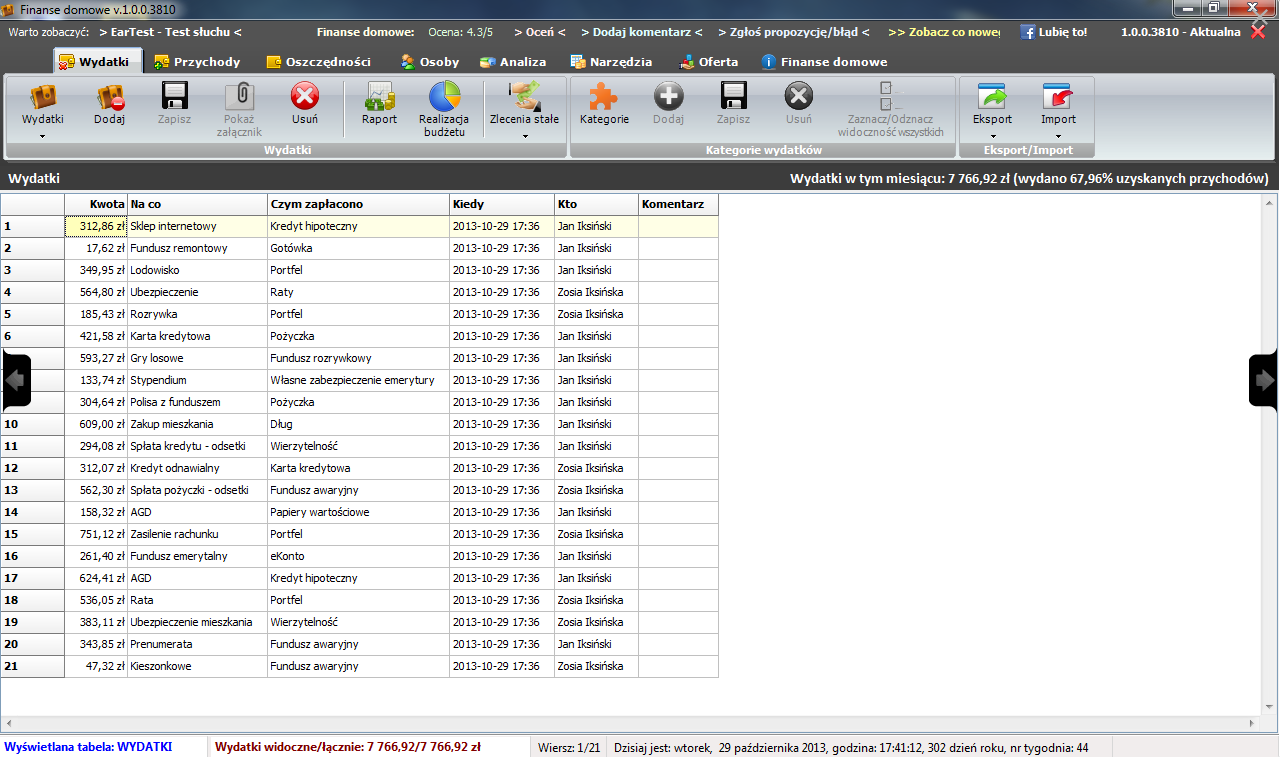 Finanse domowe v.1.0.0.3810
Warto zobaczyć: > EarTest - Test słuchu < Finanse domowe: Ocena: 4.3/5 > Oceń < > Dodaj komentarz < > Zgłoś propozycję/błąd < >> Zobacz co noweg Lubię to! 1.0.0.3810 - Aktualna
Wydatki Przychody Oszczędności Osoby Analiza Narzędzia Oferta Finanse domowe
Wydatki Dodaj Zapisz Pokaż załącznik Usuń Raport Realizacja budżetu Zlecenia stałe Kategorie Dodaj Zapisz Usuń Zaznacz/Odznacz widoczność wszystkich Eksport Import
Wydatki Kategorie wydatków Eksport/Import
Wydatki Wydatki w tym miesiącu: 7 766,92 zł (wydano 67,96% uzyskanych przychodów)
Kwota Na co Czym zapłacono Kiedy Kto Komentarz
1 312,86 zł Sklep internetowy Kredyt hipoteczny 2013-10-29 17:36 Jan Iksiński
2 17,62 zł Fundusz remontowy Gotówka 2013-10-29 17:36 Jan Iksiński
3 349,95 zł Lodowisko Portfel 2013-10-29 17:36 Jan Iksiński
4 564,80 zł Ubezpieczenie Raty 2013-10-29 17:36 Zosia Iksińska
5 185,43 zł Rozrywka Portfel 2013-10-29 17:36 Zosia Iksińska
6 421,58 zł Karta kredytowa Pożyczka 2013-10-29 17:36 Jan Iksiński
593,27 zł Gry losowe Fundusz rozrywkowy 2013-10-29 17:36 Jan Iksiński
133,74 zł Stypendium Własne zabezpieczenie emerytury 2013-10-29 17:36 Jan Iksiński
304,64 zł Polisa z funduszem Pożyczka 2013-10-29 17:36 Jan Iksiński
10 609,00 zł Zakup mieszkania Dług 2013-10-29 17:36 Jan Iksiński
11 294,08 zł Spłata kredytu - odsetki Wierzytelność 2013-10-29 17:36 Jan Iksiński
12 312,07 zł Kredyt odnawialny Karta kredytowa 2013-10-29 17:36 Zosia Iksińska
13 562,30 zł Spłata pożyczki - odsetki Fundusz awaryjny 2013-10-29 17:36 Zosia Iksińska
14 158,32 zł AGD Papiery wartościowe 2013-10-29 17:36 Jan Iksiński
15 751,12 zł Zasilenie rachunku Portfel 2013-10-29 17:36 Zosia Iksińska
16 261,40 zł Fundusz emerytalny eKonto 2013-10-29 17:36 Jan Iksiński
17 624,41 zł AGD Kredyt hipoteczny 2013-10-29 17:36 Jan Iksiński
18 536,05 zł Rata Portfel 2013-10-29 17:36 Zosia Iksińska
19 383,11 zł Ubezpieczenie mieszkania Wierzytelność 2013-10-29 17:36 Zosia Iksińska
20 343,85 zł Prenumerata Fundusz awaryjny 2013-10-29 17:36 Jan Iksiński
21 47,32 zł Kieszonkowe Fundusz awaryjny 2013-10-29 17:36 Zosia Iksińska
Wyświetlana tabela: WYDATKI Wydatki widoczne/łącznie: 7 766,92/7 766,92 zł Wiersz: 1/21 Dzisiaj jest: wtorek, 29 października 2013, godzina: 17:41:12, 302 dzień roku, nr tygodnia: 44